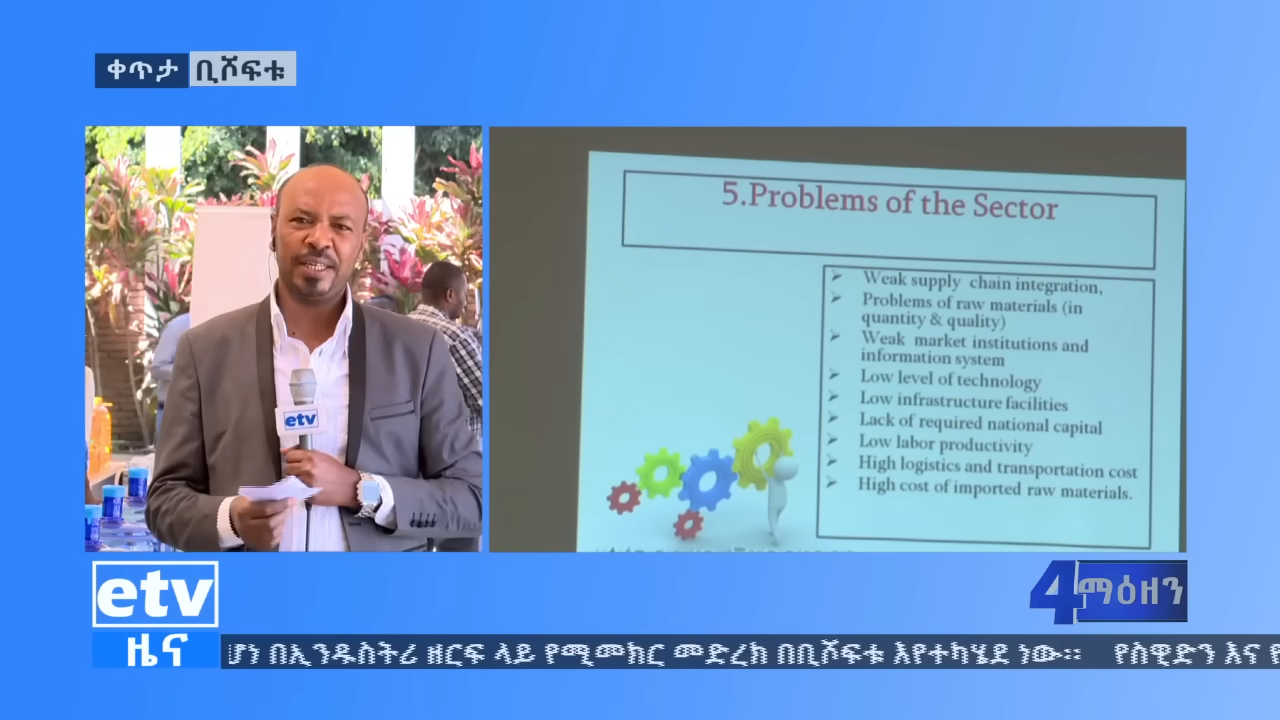 ቀጥታ ቢሾፍቱ
5.Problems of the Sector
Weak supply chain integration,
Problems of raw materials (in
quantity & quality)
Weak market institutions and
information system
Low level of technology
Low infrastructure facilities
Lack of required national capital
Low labor productivity
High logistics and transportation cost
High cost of imported raw materials.
etv
etv
4ማዕዘን
ዜና
በኢንዱስትሪ ዘርፍ ላይ የሚመክር መድረክ በቢሾፍቱ እየተካሄደ ነው። የስዊድን እና